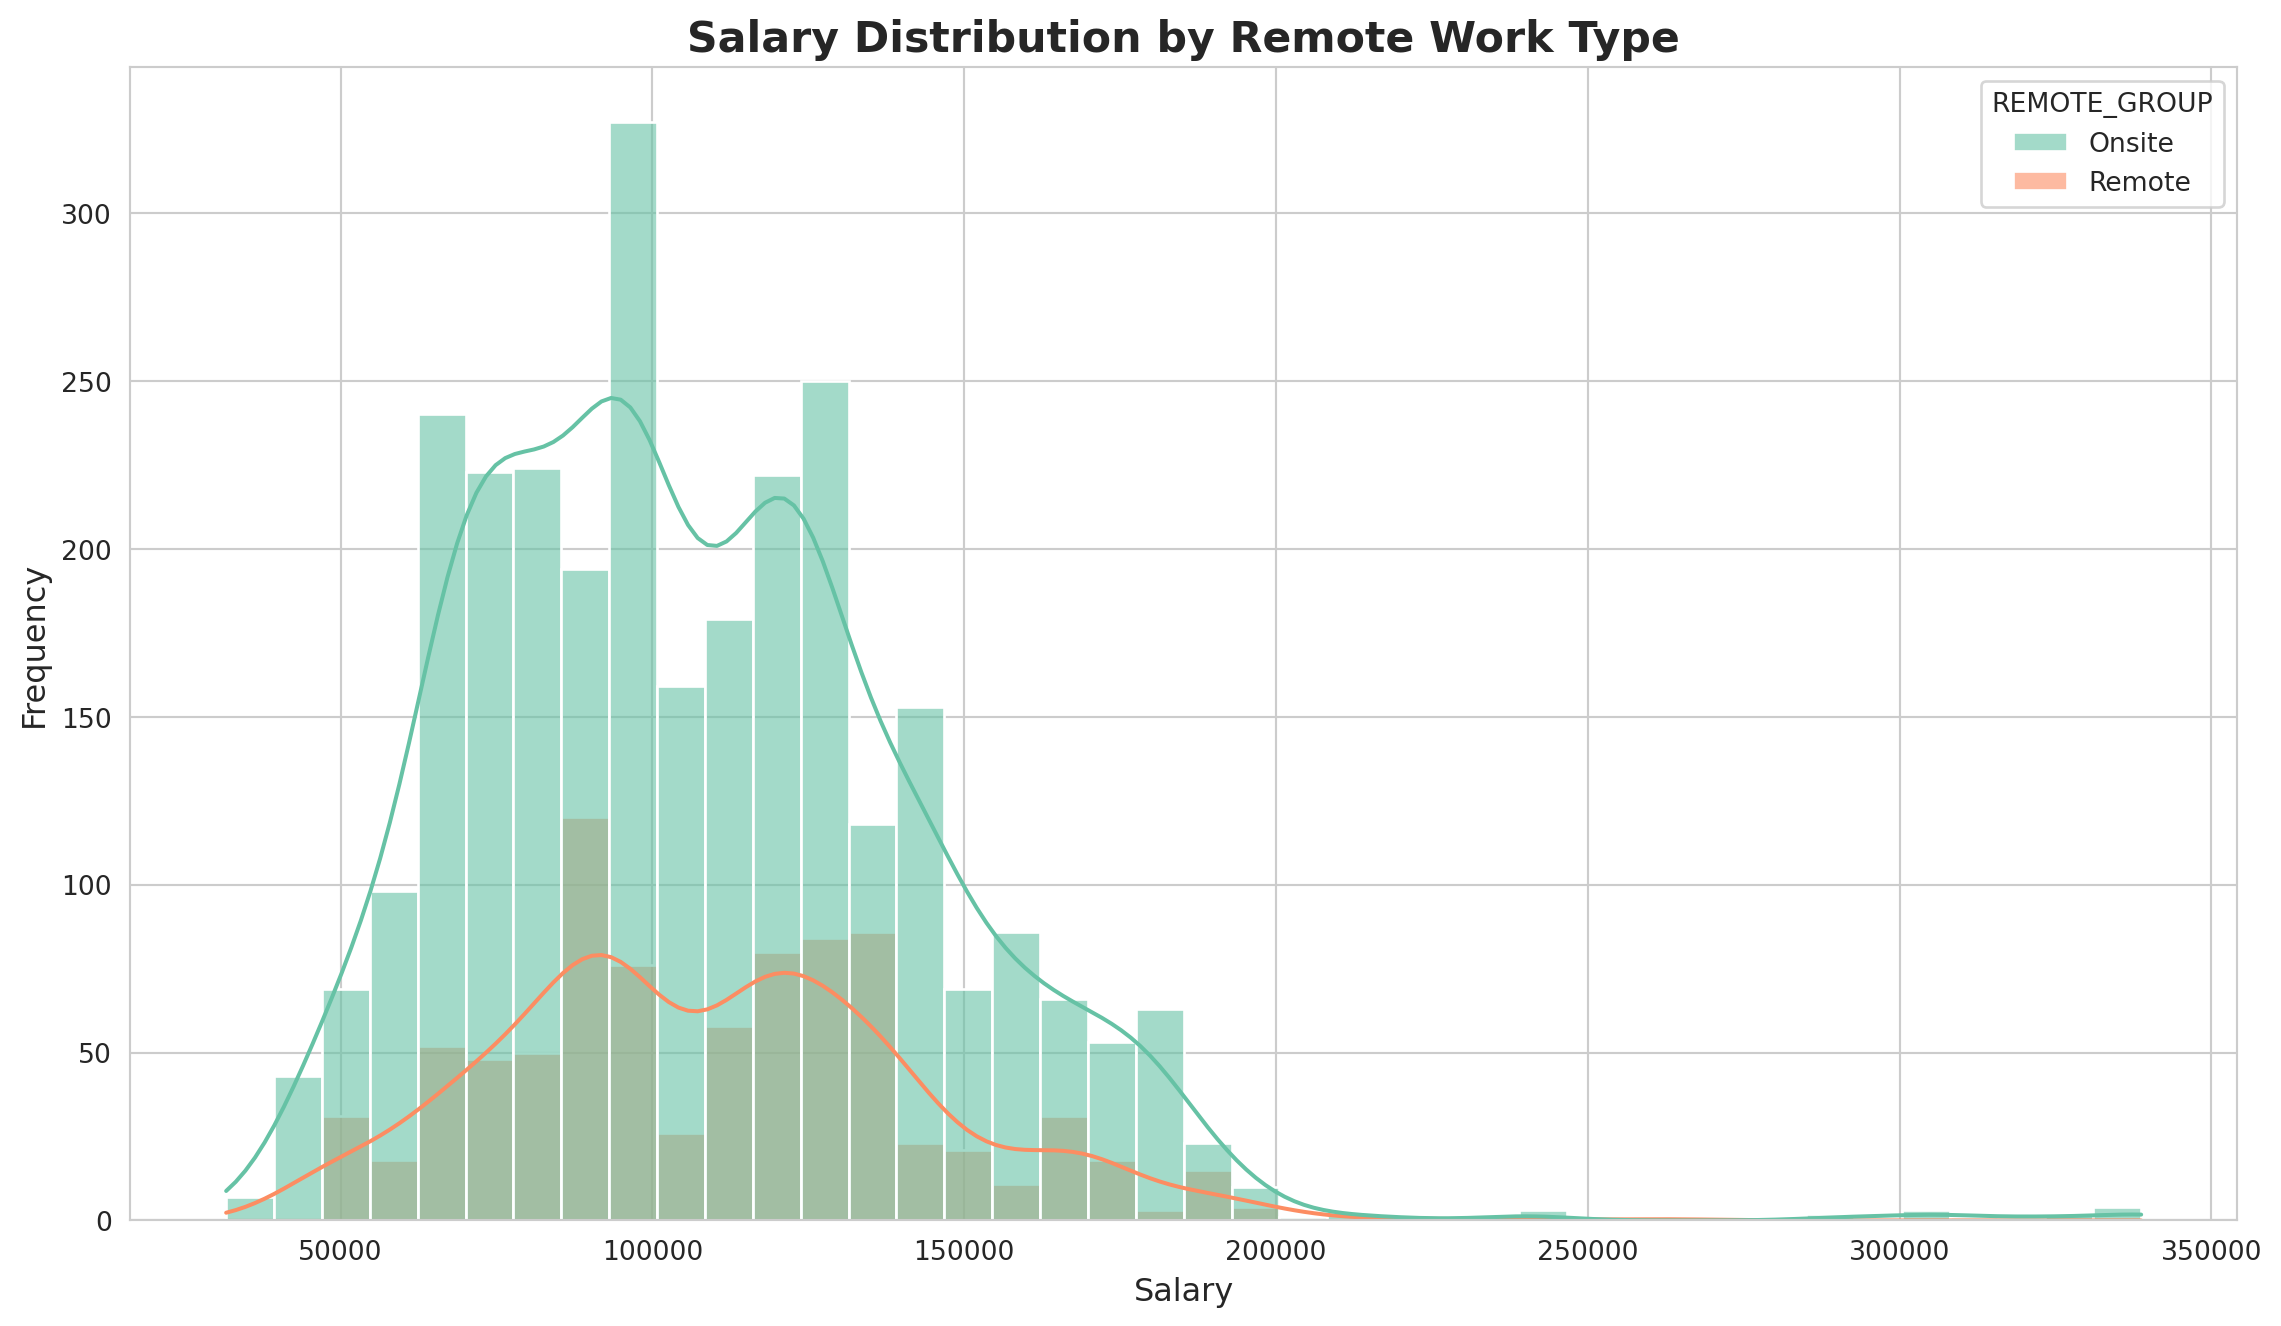 Salary Distribution by Remote Work Type
REMOTE_GROUP
Onsite
Remote
Frequency
300
250
200
150
100
50
0
50000 100000 150000 200000 250000 300000 350000
Salary